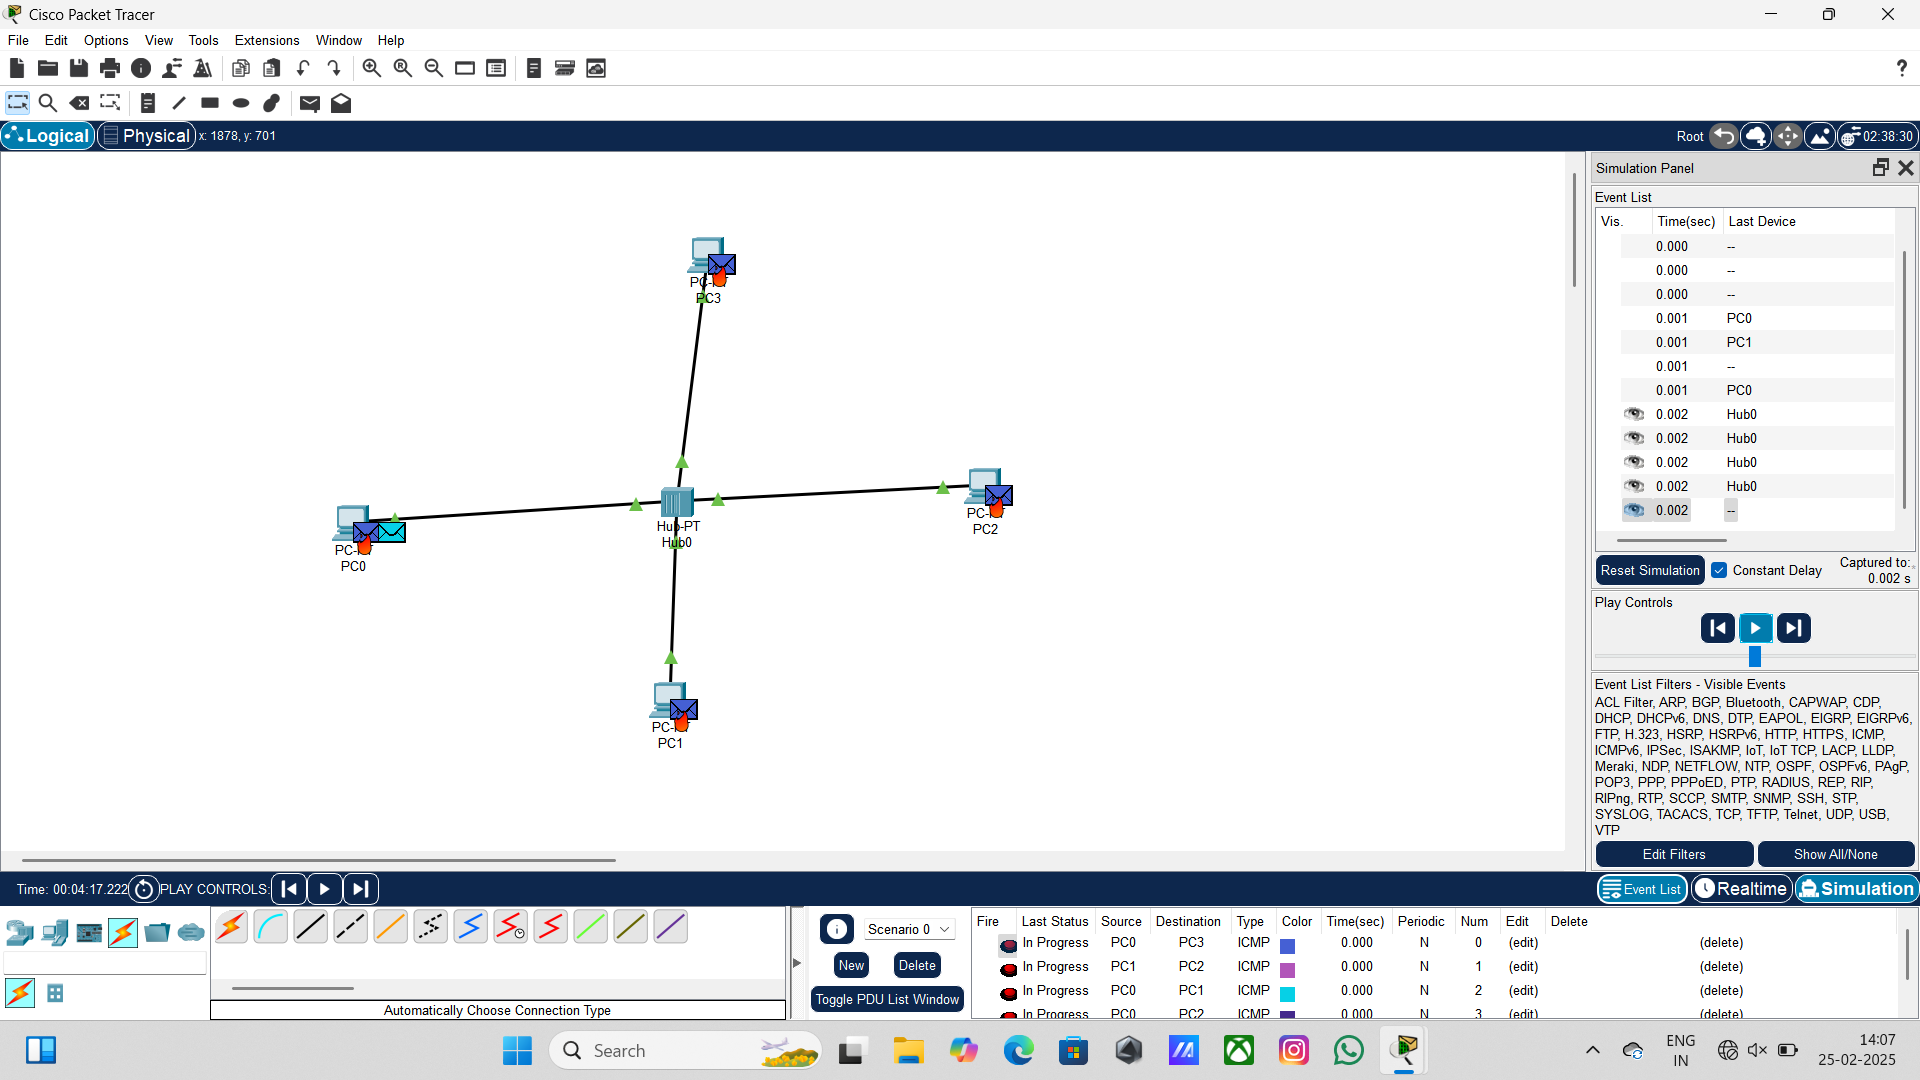 Cisco Packet Tracer
File Edit Options View Tools Extensions Window Help
Logical Physical x: 1878, y: 701 Root 02:38:30
PC3
Hub-PT
Hub0
PC2
PC0
PC1
Simulation Panel
Event List
Vis. Time(sec) Last Device
0.000 --
0.000 --
0.000 --
0.001 PC0
0.001 PC1
0.001 --
0.001 PC0
0.002 Hub0
0.002 Hub0
0.002 Hub0
0.002 Hub0
0.002 --
Reset Simulation Constant Delay Captured to:
0.002 s
Play Controls
Event List Filters - Visible Events
ACL Filter, ARP, BGP, Bluetooth, CAPWAP, CDP,
DHCP, DHCPv6, DNS, DTP, EAPOL, EIGRP, EIGRPv6,
FTP, H.323, HSRP, HSRPv6, HTTP, HTTPS, ICMP,
ICMPv6, IPSec, ISAKMP, IoT, IoT TCP, LACP, LLDP,
Meraki, NDP, NETFLOW, NTP, OSPF, OSPFv6, PAgP,
POP3, PPP, PPPoED, PTP, RADIUS, REP, RIP,
RIPng, RTP, SCCP, SMTP, SNMP, SSH, STP,
SYSLOG, TACACS, TCP, TFTP, Telnet, UDP, USB,
VTP
Edit Filters Show All/None
Time: 00:04:17.222 PLAY CONTROLS: Event List Realtime Simulation
Automatically Choose Connection Type
Scenario 0
New Delete
Toggle PDU List Window
Fire Last Status Source Destination Type Color Time(sec) Periodic Num Edit Delete
In Progress PC0 PC3 ICMP 0.000 N 0 (edit) (delete)
In Progress PC1 PC2 ICMP 0.000 N 1 (edit) (delete)
In Progress PC0 PC1 ICMP 0.000 N 2 (edit) (delete)
In Progress PC0 PC2 ICMP 0.000 N 3 (edit) (delete)
Search
ENG
IN
14:07
25-02-2025